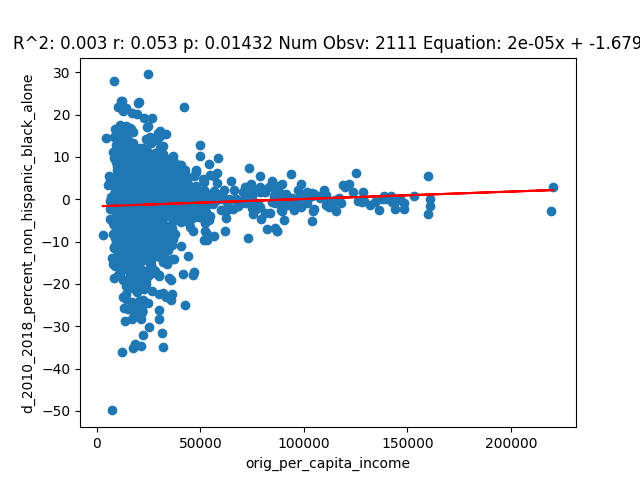 R^2: 0.003 r: 0.053 p: 0.01432 Num Obsv: 2111 Equation: 2e-05x + -1.679
30
20
10
0
−10
−20
−30
−40
−50
d_2010_2018_percent_non_hispanic_black_alone
0 50000 100000 150000 200000
orig_per_capita_income